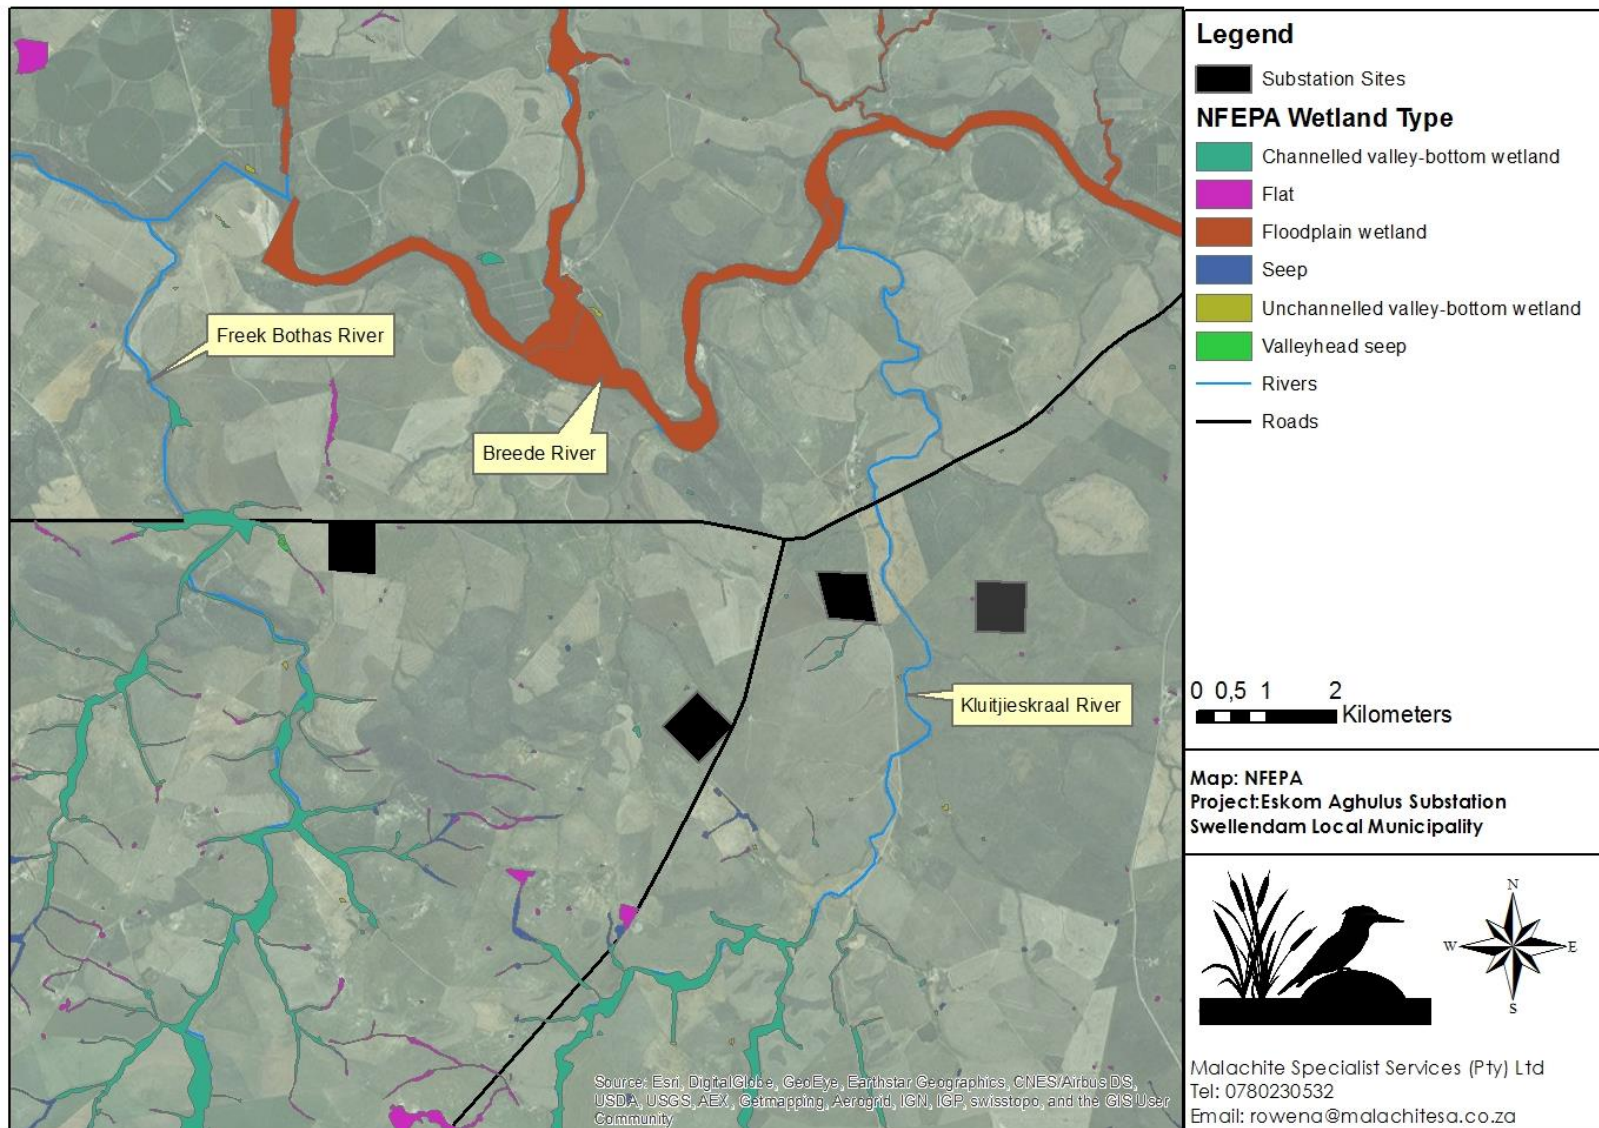 Freek Bothas River
Breede River
Kluitjieskraal River
Source: Esri, DigitalGlobe, GeoEye, Earthstar Geographics, CNES/Airbus DS,
USDA, USGS, AEX, Getmapping, Aerogrid, IGN, IGP, swisstopo, and the GIS User
Community
Legend
Substation Sites
NFEPA Wetland Type
Channelled valley-bottom wetland
Flat
Floodplain wetland
Seep
Unchannelled valley-bottom wetland
Valleyhead seep
Rivers
Roads
0 0,5 1 2
Kilometers
Map: NFEPA
Project:Eskom Aghulus Substation
Swellendam Local Municipality
N
W E
S
Malachite Specialist Services (Pty) Ltd
Tel: 0780230532
Email: rowena@malachitesa.co.za